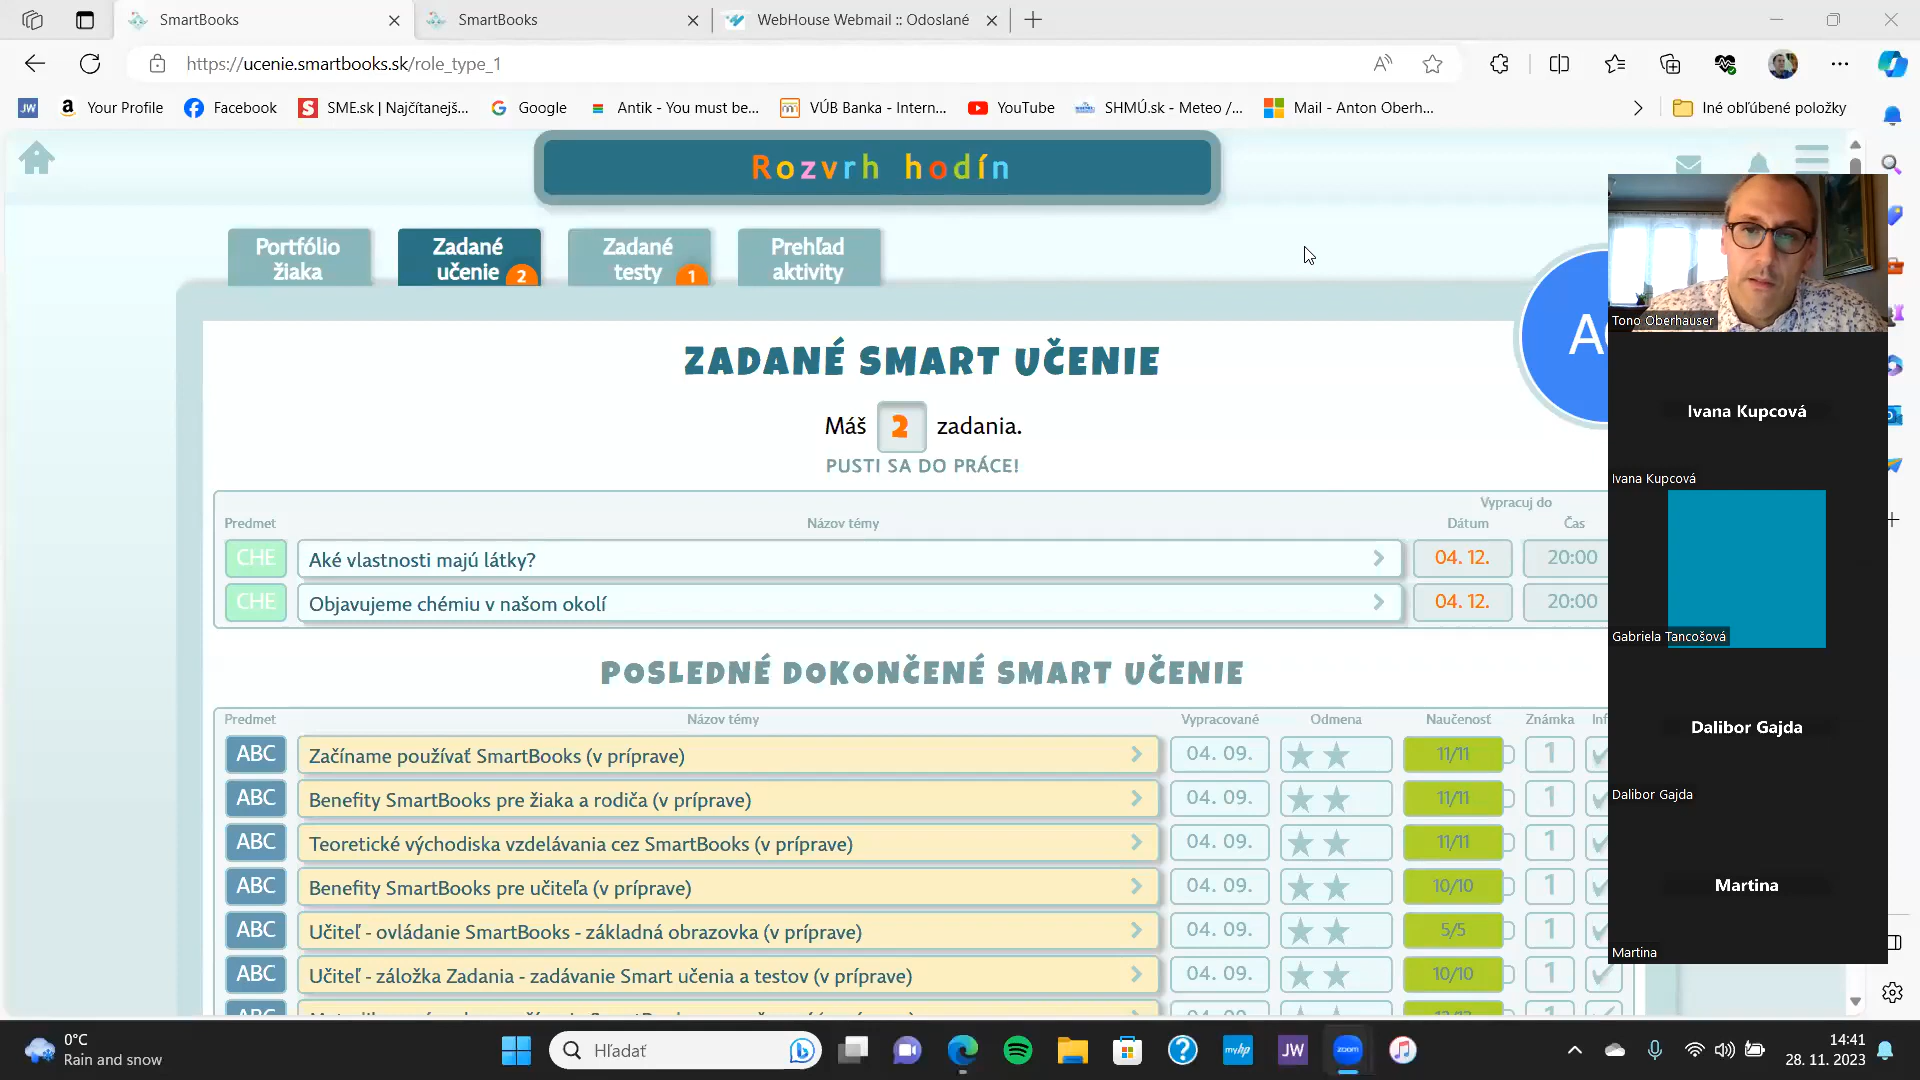 SmartBooks
SmartBooks
WebHouse Webmail :: Odoslané
https://ucenie.smartbooks.sk/role_type_1
JW
Your Profile
Facebook
SME.sk | Najčítanejš...
Google
Antik - You must be...
VÚB Banka - Intern...
YouTube
SHMÚ.sk - Meteo /...
Mail - Anton Oberh...
Iné obľúbené položky
Rozvrh hodín
Portfólio žiaka
Zadané učenie 2
Zadané testy 1
Prehľad aktivity
Tono Oberhauser
ZADANÉ SMART UČENIE
Máš 2 zadania.
PUSTI SA DO PRÁCE!
Ivana Kupcová
Ivana Kupcová
Vypracuj do
Predmet Názov témy Dátum Čas
CHE Aké vlastnosti majú látky? 04. 12. 20:00
CHE Objavujeme chémiu v našom okolí 04. 12. 20:00
Gabriela Tancošová
POSLEDNÉ DOKONČENÉ SMART UČENIE
Predmet Názov témy Vypracované Odmena Naučenosť Známka Inf
ABC Začíname používať SmartBooks (v príprave) 04. 09. 11/11 1
ABC Benefity SmartBooks pre žiaka a rodiča (v príprave) 04. 09. 11/11 1
ABC Teoretické východiska vzdelávania cez SmartBooks (v príprave) 04. 09. 11/11 1
ABC Benefity SmartBooks pre učiteľa (v príprave) 04. 09. 10/10 1
ABC Učiteľ - ovládanie SmartBooks - základná obrazovka (v príprave) 04. 09. 5/5 1
ABC Učiteľ - záložka Zadania - zadávanie Smart učenia a testov (v príprave) 04. 09. 10/10 1
Dalibor Gajda
Dalibor Gajda
Martina
Martina
0°C
Rain and snow
Hľadať
myhp
JW
zoom
14:41
28. 11. 2023